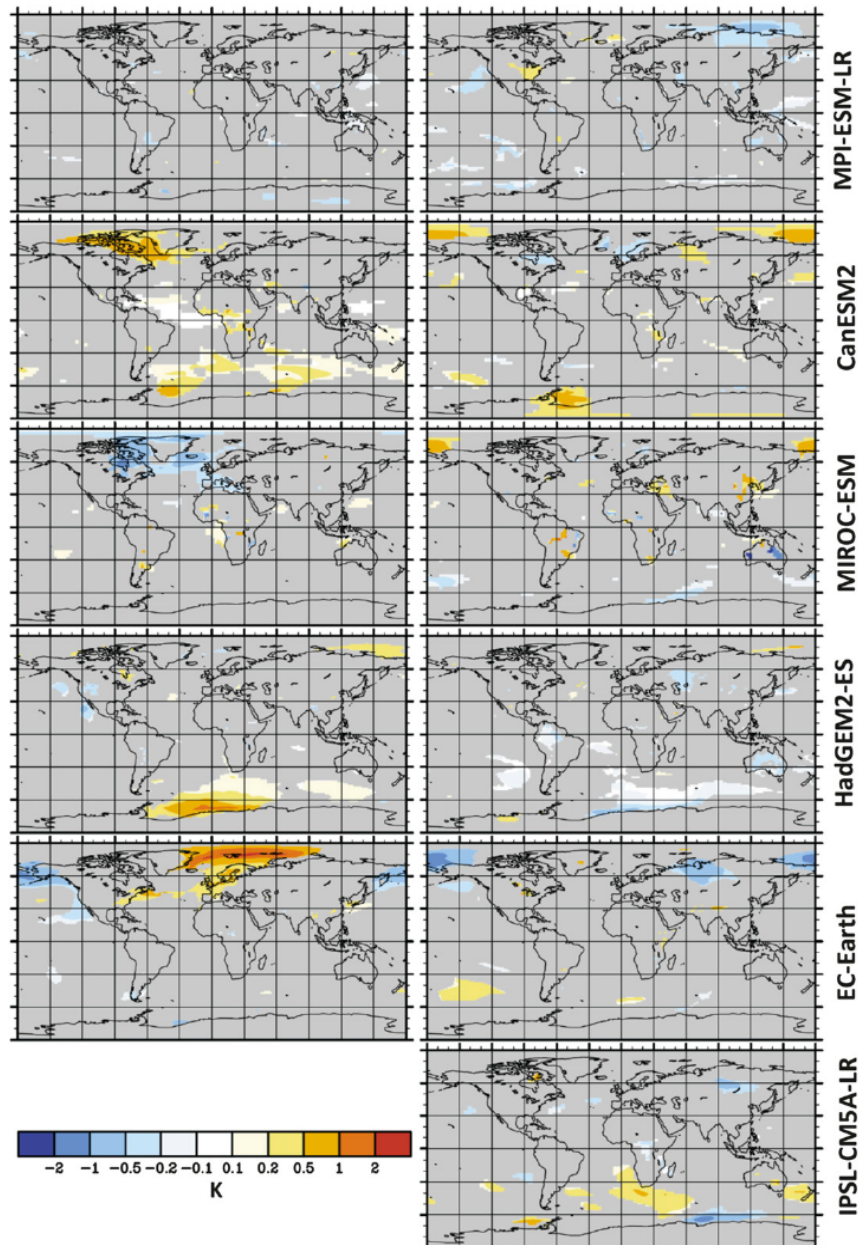 MPI-ESM-LR
CanESM2
MIROC-ESM
HadGEM2-ES
EC-Earth
IPSL-CM5A-LR
-2 -1 -0.5 -0.2 -0.1 0.1 0.2 0.5 1 2
K